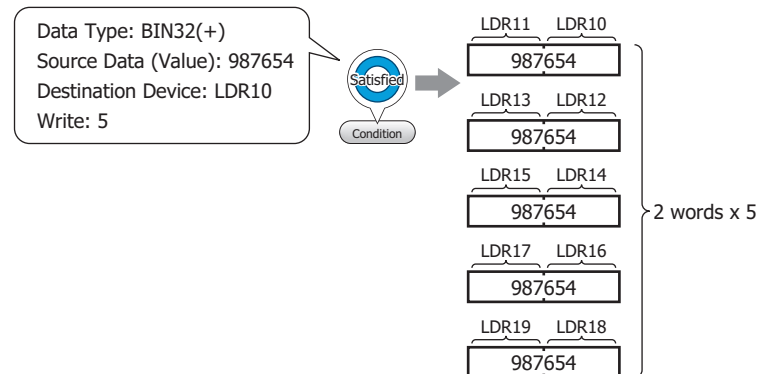 Data Type: BIN32(+)
Source Data (Value): 987654
Destination Device: LDR10
Write: 5
Satisfied
Condition
LDR11 LDR10
987654
LDR13 LDR12
987654
LDR15 LDR14
987654
LDR17 LDR16
987654
LDR19 LDR18
987654
2 words x 5